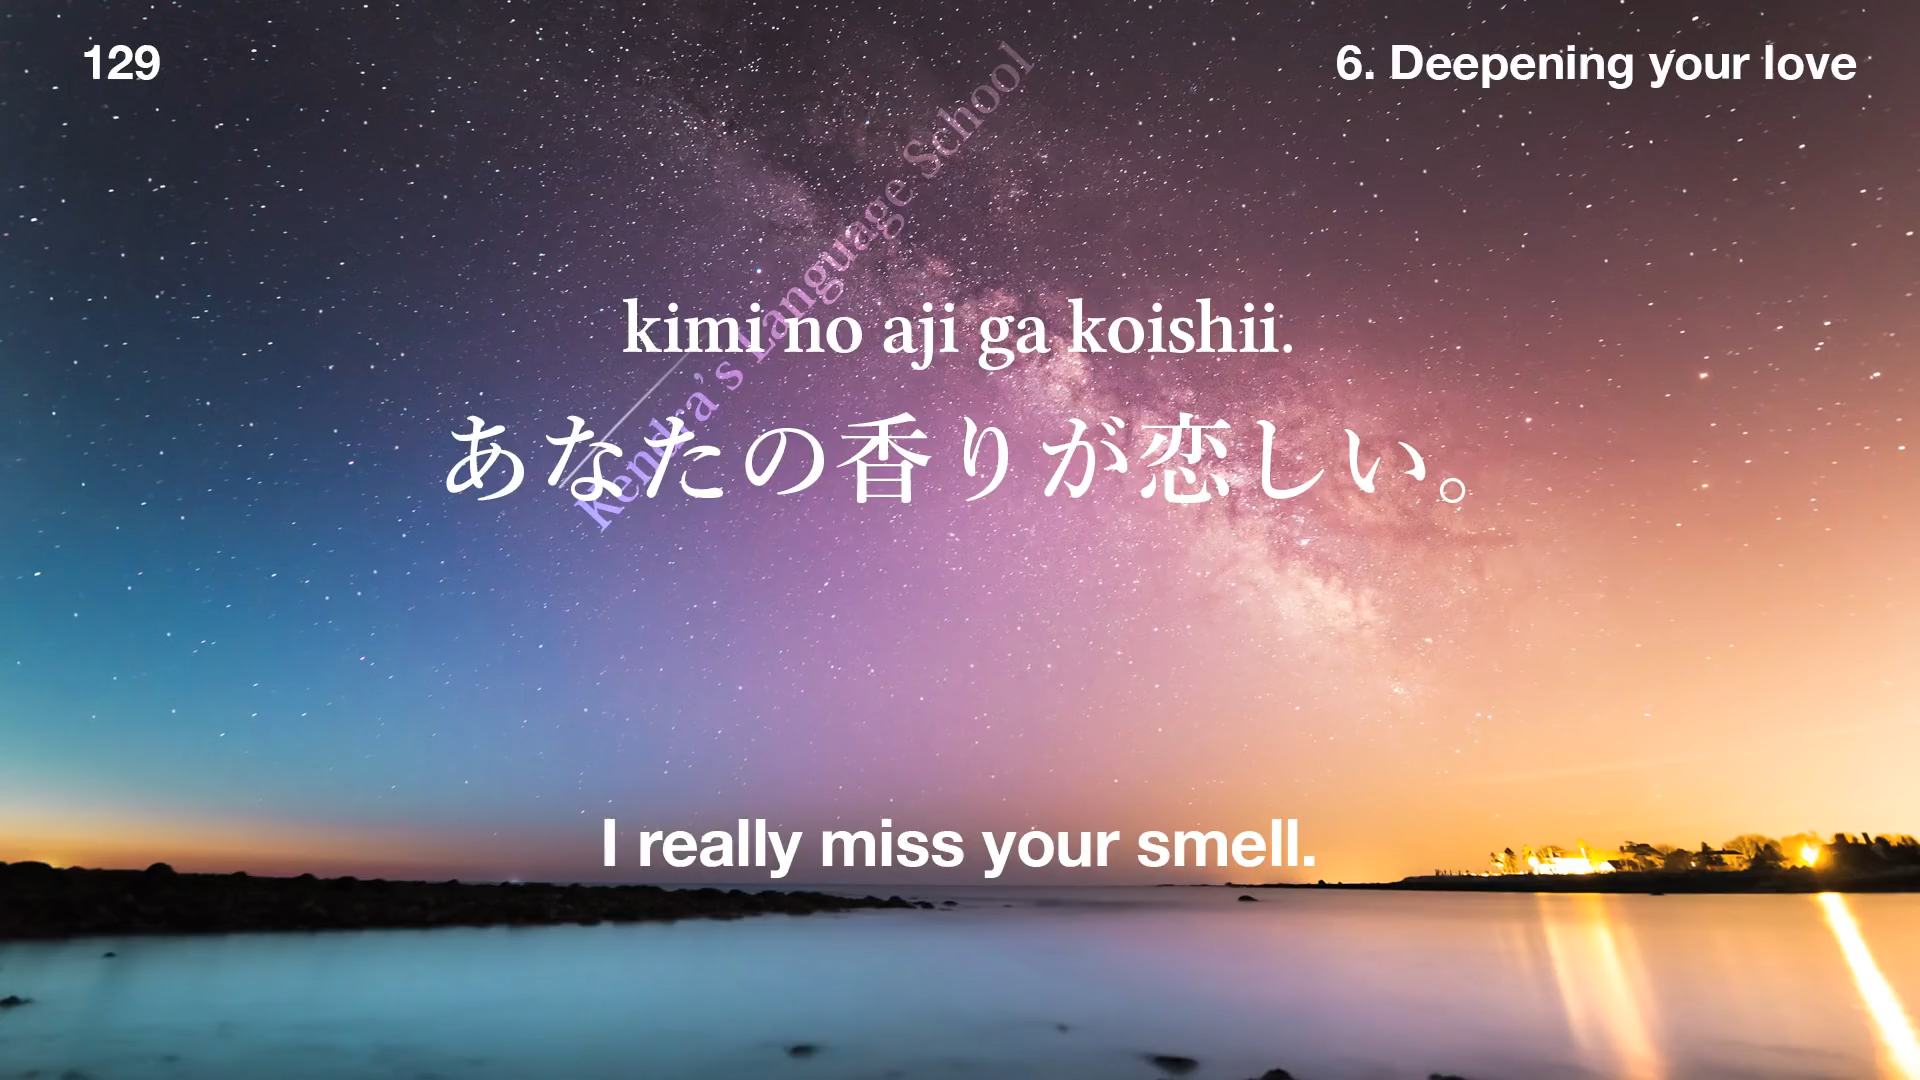 129
6. Deepening your love
Kendra's Language School
kimi no aji ga koishii.
あなたの香りが恋しい。
I really miss your smell.